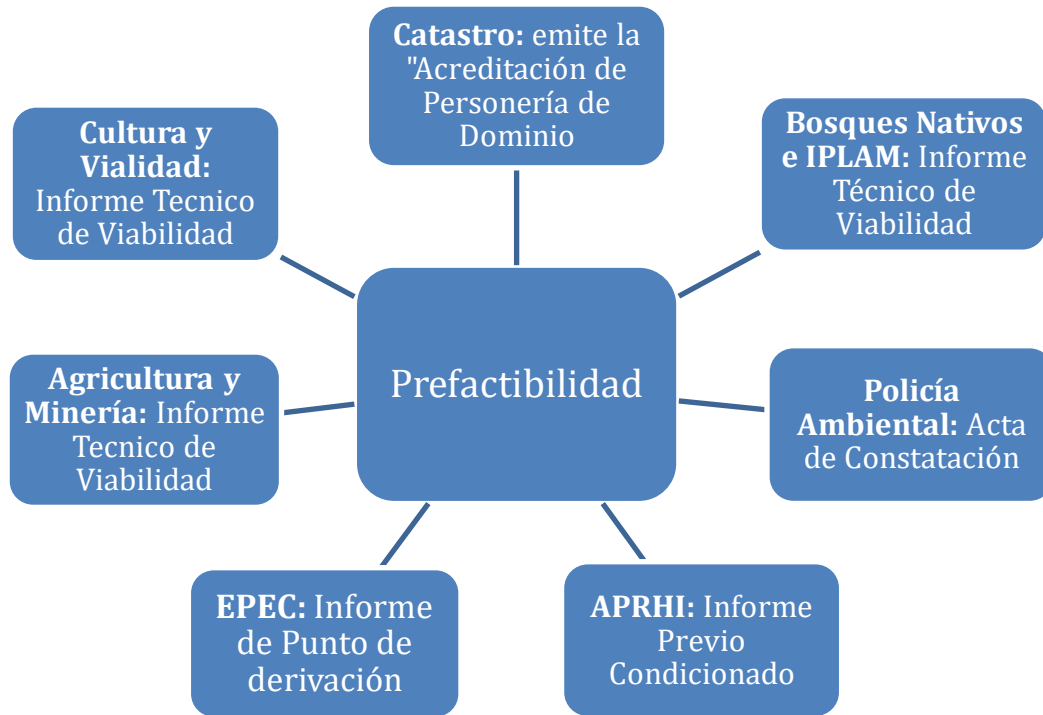 Catastro: emite la
"Acreditación de
Personería de
Dominio
Cultura y
Vialidad:
Informe Tecnico
de Viabilidad
Bosques Nativos
e IPLAM: Informe
Técnico de
Viabilidad
Prefactibilidad
Agricultura y
Minería: Informe
Tecnico de
Viabilidad
Policía
Ambiental: Acta
de Constatación
EPEC: Informe
de Punto de
derivación
APRHI: Informe
Previo
Condicionado